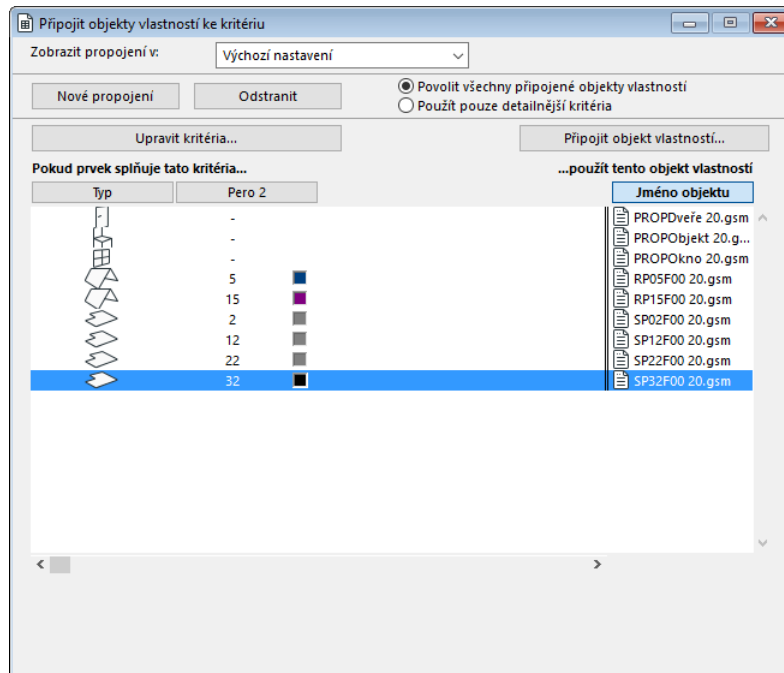 Připojit objekty vlastností ke kritériu
Zobrazit propojení v: Výchozí nastavení
Nové propojení Odstranit
Povolit všechny připojené objekty vlastností
Použít pouze detailnější kritéria
Upravit kritéria... Připojit objekt vlastností...
Pokud prvek splňuje tato kritéria... ...použít tento objekt vlastností
Typ Pero 2 Jméno objektu
- PROPDveře 20.gsm
- PROPObjekt 20.g...
- PROPOkno 20.gsm
5 RP05F00 20.gsm
15 RP15F00 20.gsm
2 SP02F00 20.gsm
12 SP12F00 20.gsm
22 SP22F00 20.gsm
32 SP32F00 20.gsm